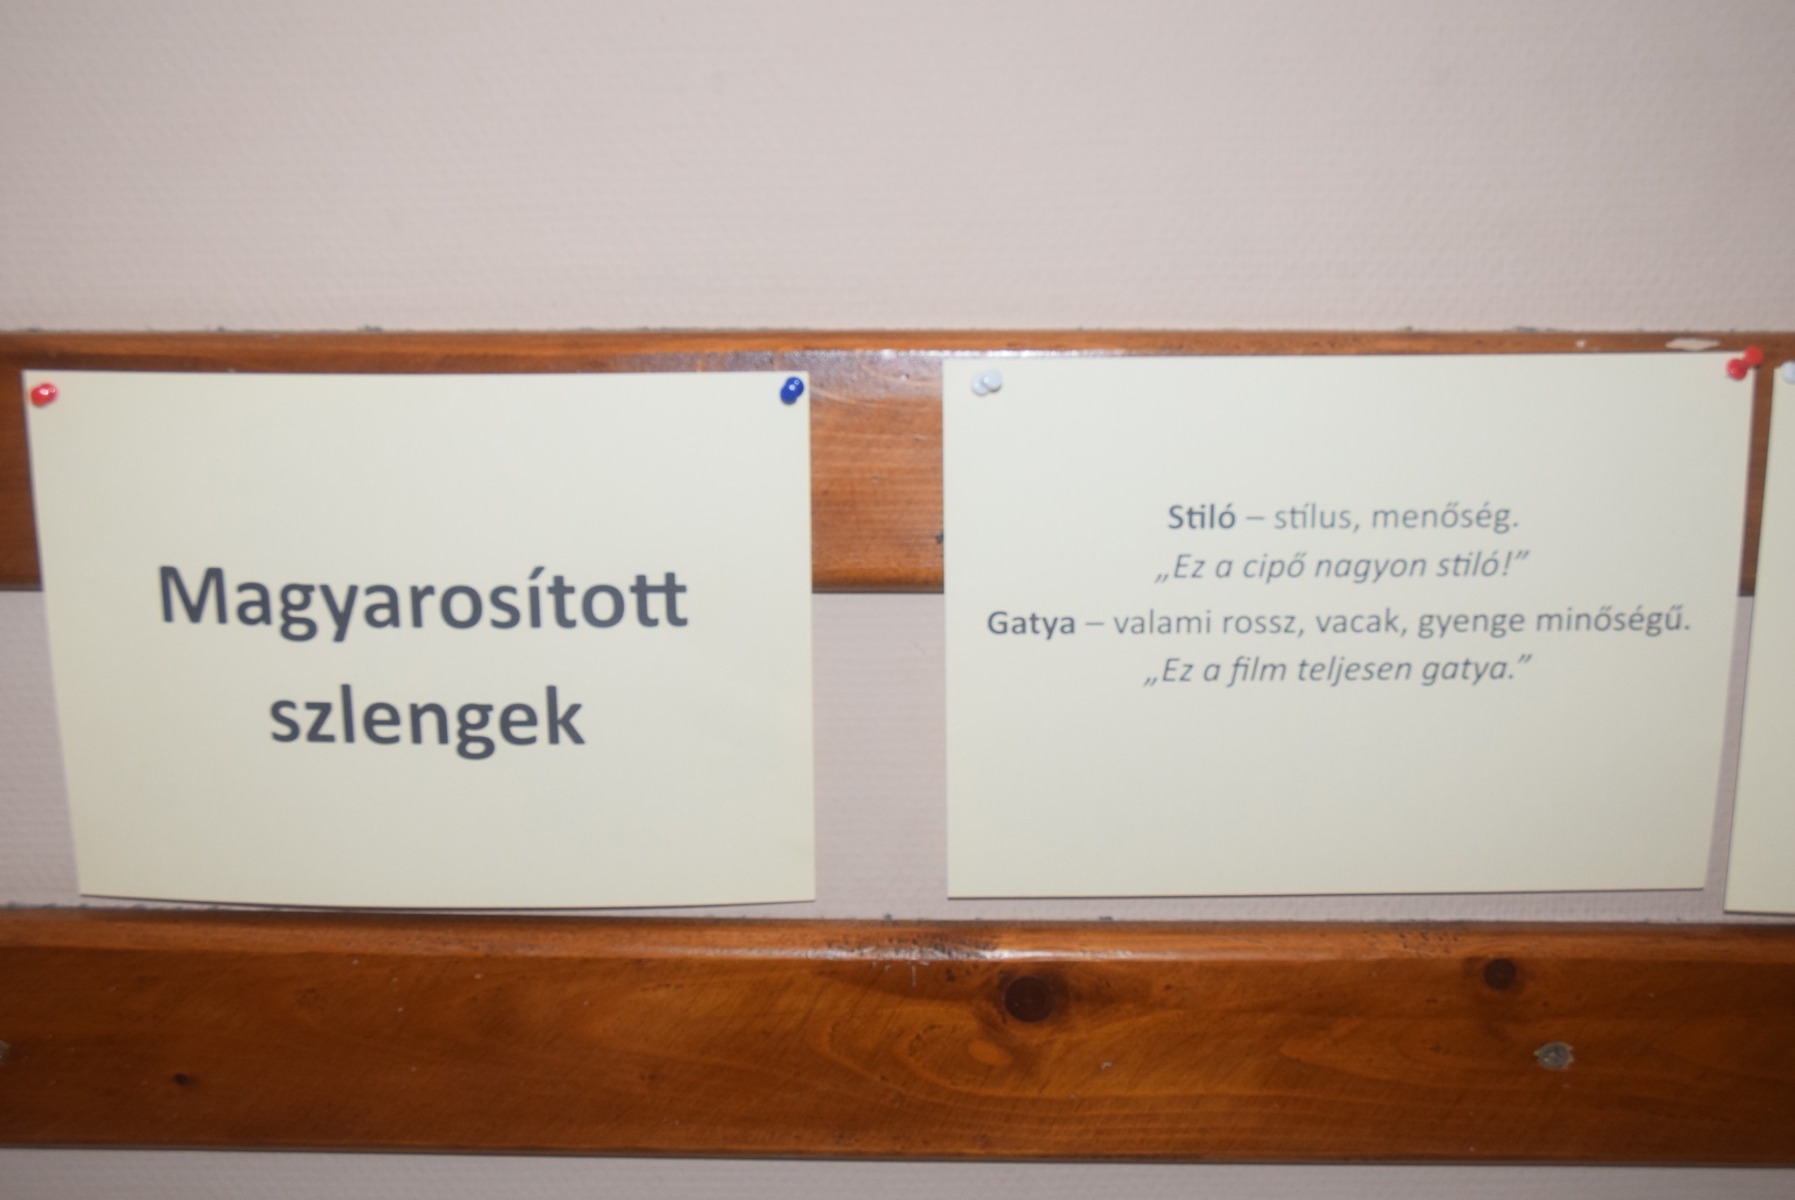 Magyarosított
szlengek
Stiló – stílus, menőség.
„Ez a cipő nagyon stiló!”
Gatya – valami rossz, vacak, gyenge minőségű.
„Ez a film teljesen gatya.”